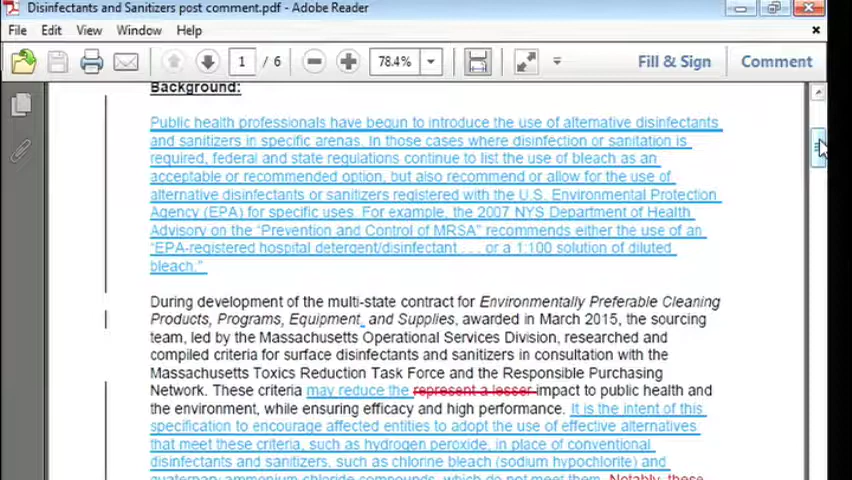 Disinfectants and Sanitizers post comment.pdf - Adobe Reader
File Edit View Window Help
1 / 6 78.4% Fill & Sign Comment
Background:
Public health professionals have begun to introduce the use of alternative disinfectants
and sanitizers in specific arenas. In those cases where disinfection or sanitation is
required, federal and state regulations continue to list the use of bleach as an
acceptable or recommended option, but also recommend or allow for the use of
alternative disinfectants or sanitizers registered with the U.S. Environmental Protection
Agency (EPA) for specific uses. For example, the 2007 NYS Department of Health
Advisory on the “Prevention and Control of MRSA” recommends either the use of an
“EPA-registered hospital detergent/disinfectant . . . or a 1:100 solution of diluted
bleach.”
During development of the multi-state contract for Environmentally Preferable Cleaning
Products, Programs, Equipment, and Supplies, awarded in March 2015, the sourcing
team, led by the Massachusetts Operational Services Division, researched and
compiled criteria for surface disinfectants and sanitizers in consultation with the
Massachusetts Toxics Reduction Task Force and the Responsible Purchasing
Network. These criteria may reduce the represent a lesser impact to public health and
the environment, while ensuring efficacy and high performance. It is the intent of this
specification to encourage affected entities to adopt the use of effective alternatives
that meet these criteria, such as hydrogen peroxide, in place of conventional
disinfectants and sanitizers, such as chlorine bleach (sodium hypochlorite) and
quaternary ammonium chloride compounds, which do not meet them. Notably, these